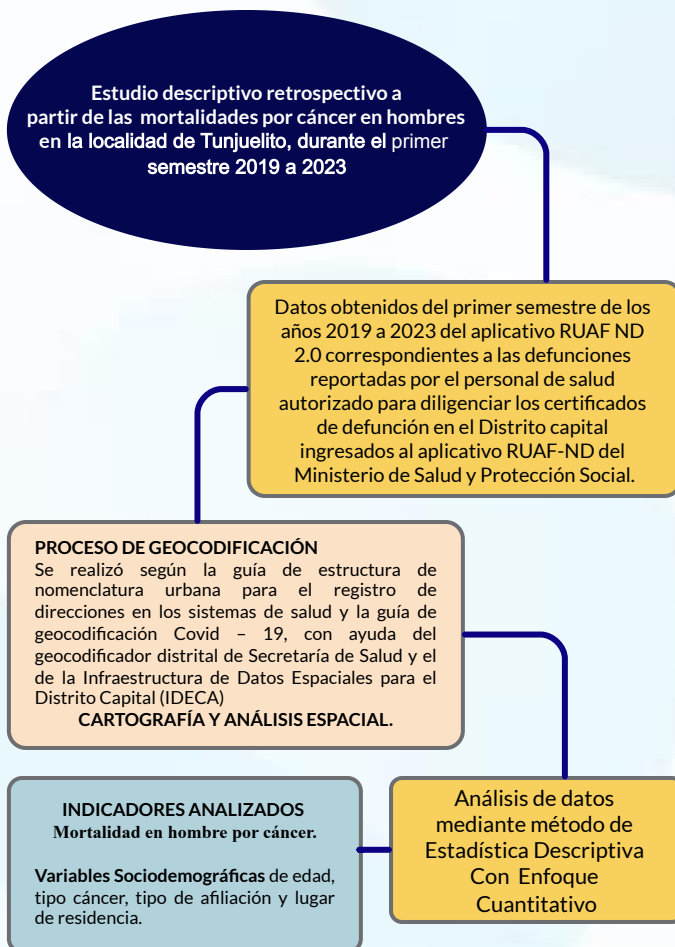 Estudio descriptivo retrospectivo a
partir de las mortalidades por cáncer en hombres
en la localidad de Tunjuelito, durante el primer
semestre 2019 a 2023
Datos obtenidos del primer semestre de los
años 2019 a 2023 del aplicativo RUAF ND
2.0 correspondientes a las defunciones
reportadas por el personal de salud
autorizado para diligenciar los certificados
de defunción en el Distrito capital
ingresados al aplicativo RUAF-ND del
Ministerio de Salud y Protección Social.
PROCESO DE GEOCODIFICACIÓN
Se realizó según la guía de estructura de
nomenclatura urbana para el registro de
direcciones en los sistemas de salud y la guía de
geocodificación Covid – 19, con ayuda del
geocodificador distrital de Secretaría de Salud y el
de la Infraestructura de Datos Espaciales para el
Distrito Capital (IDECA)
CARTOGRAFÍA Y ANÁLISIS ESPACIAL.
Análisis de datos
mediante método de
Estadística Descriptiva
Con Enfoque
Cuantitativo
INDICADORES ANALIZADOS
Mortalidad en hombre por cáncer.
Variables Sociodemográficas de edad,
tipo cáncer, tipo de afiliación y lugar
de residencia.